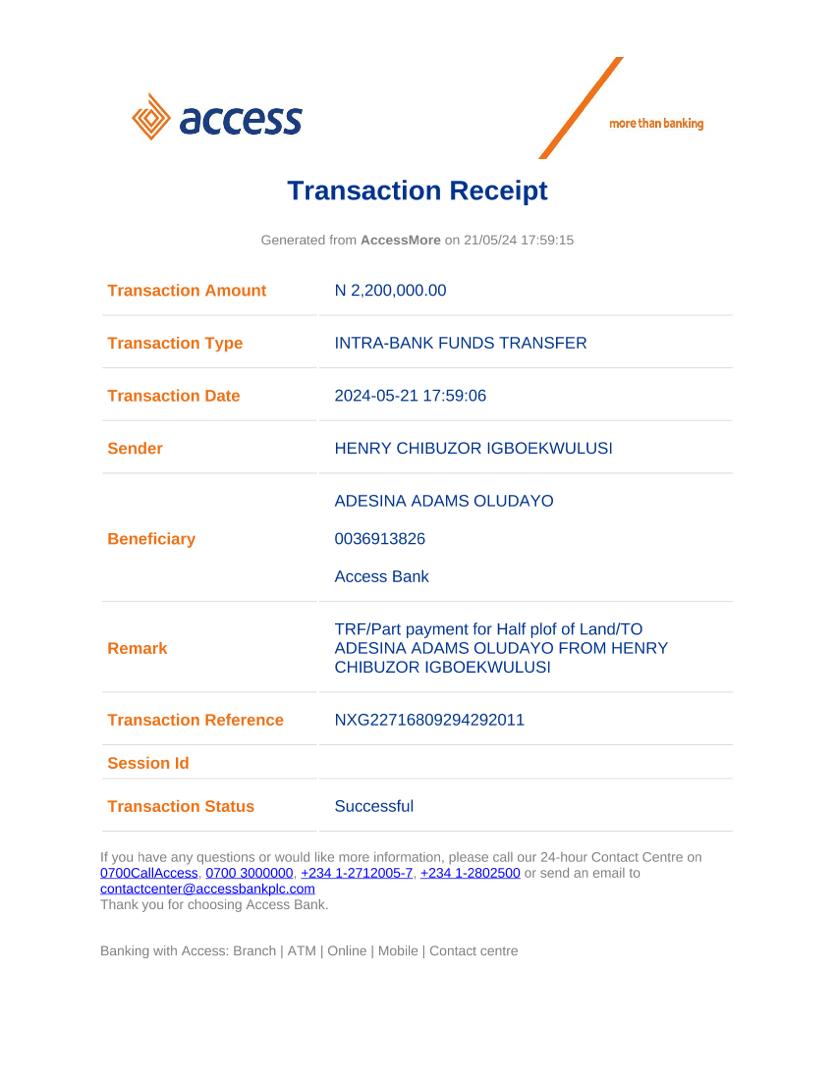 access
more than banking
Transaction Receipt
Generated from AccessMore on 21/05/24 17:59:15
Transaction Amount N 2,200,000.00
Transaction Type INTRA-BANK FUNDS TRANSFER
Transaction Date 2024-05-21 17:59:06
Sender HENRY CHIBUZOR IGBOEKWULUSI
ADESINA ADAMS OLUDAYO
Beneficiary 0036913826
Access Bank
TRF/Part payment for Half plof of Land/TO
Remark ADESINA ADAMS OLUDAYO FROM HENRY
CHIBUZOR IGBOEKWULUSI
Transaction Reference NXG22716809294292011
Session Id
Transaction Status Successful
If you have any questions or would like more information, please call our 24-hour Contact Centre on
0700CallAccess, 0700 3000000, +234 1-2712005-7, +234 1-2802500 or send an email to
contactcenter@accessbankplc.com
Thank you for choosing Access Bank.
Banking with Access: Branch | ATM | Online | Mobile | Contact centre